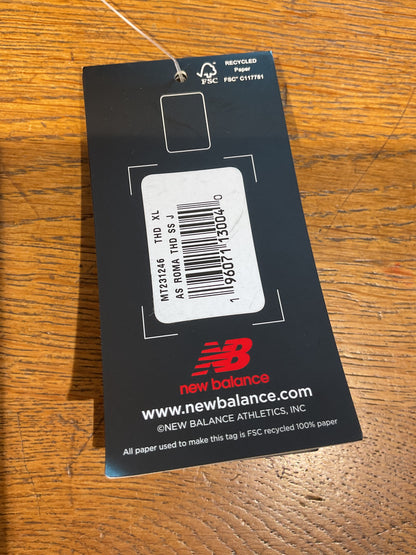 RECYCLED
Paper
FSC® C117751
FSC
MT231246 THD XL
AS ROMA THD SS J
1 96071 13004 0
NB
new balance
www.newbalance.com
©NEW BALANCE ATHLETICS, INC
All paper used to make this tag is FSC recycled 100% paper